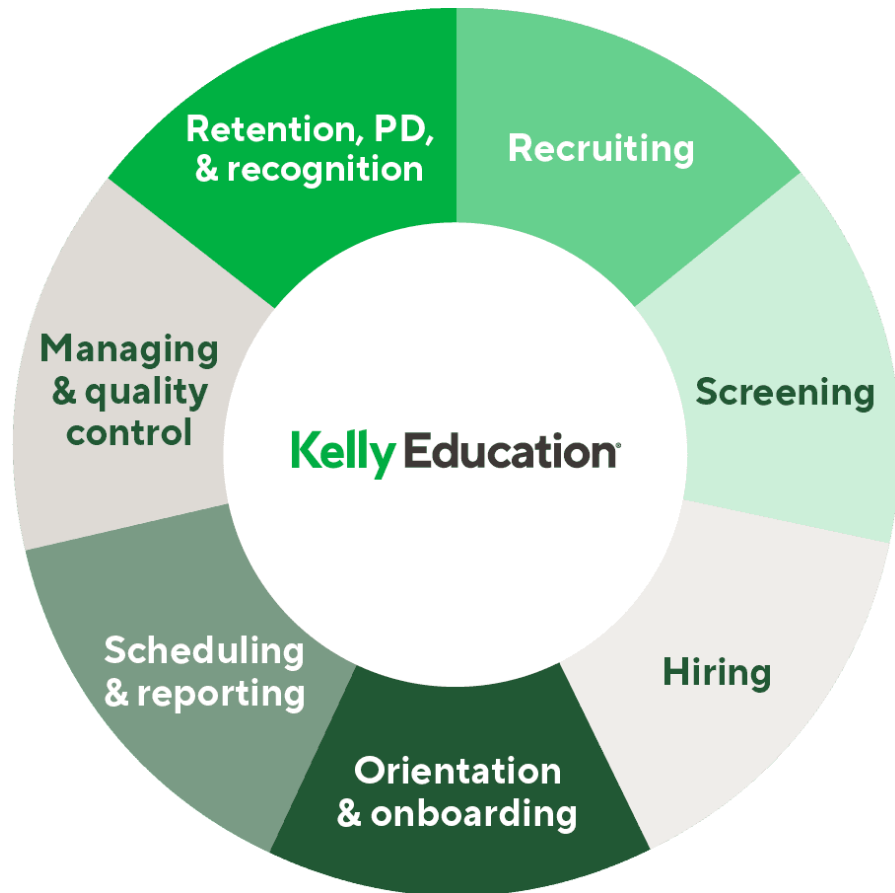 Retention, PD,
& recognition
Recruiting
Screening
Hiring
Orientation
& onboarding
Scheduling
& reporting
Managing
& quality
control
Kelly Education®